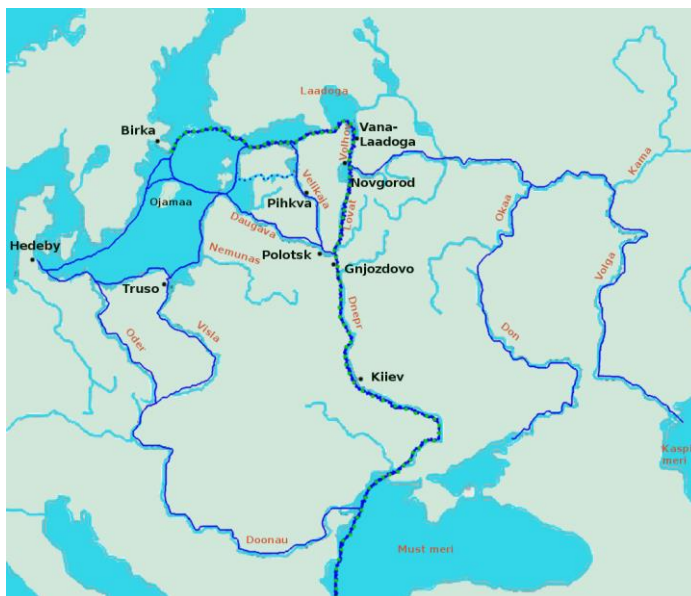 Laadoga
Birka
Vana-
Laadoga
Volhov
Novgorod
Kama
Okaa
Velikaja
Pihkva
Ojamaa
Lovat
Daugava
Hedeby
Nemunas
Polotsk
Gnjozdovo
Volga
Truso
Dnepr
Oder
Visla
Don
Kiiev
Kaspi
meri
Doonau
Must meri